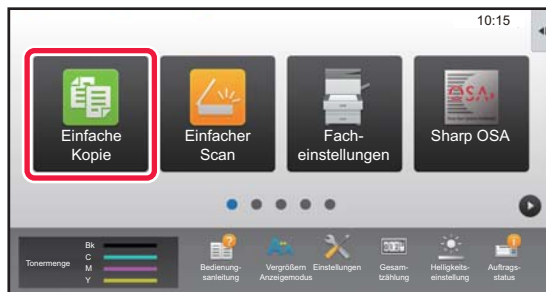 10:15
Einfache
Kopie
Einfacher
Scan
Fach-
einstellungen
OSA
Sharp OSA
Tonermenge
Bk
C
M
Y
Bedienung-
sanleitung
Vergrößern
Anzeigemodus
Einstellungen
Gesam-
tzählung
Helligkeits-
einstellung
Auftrags-
status